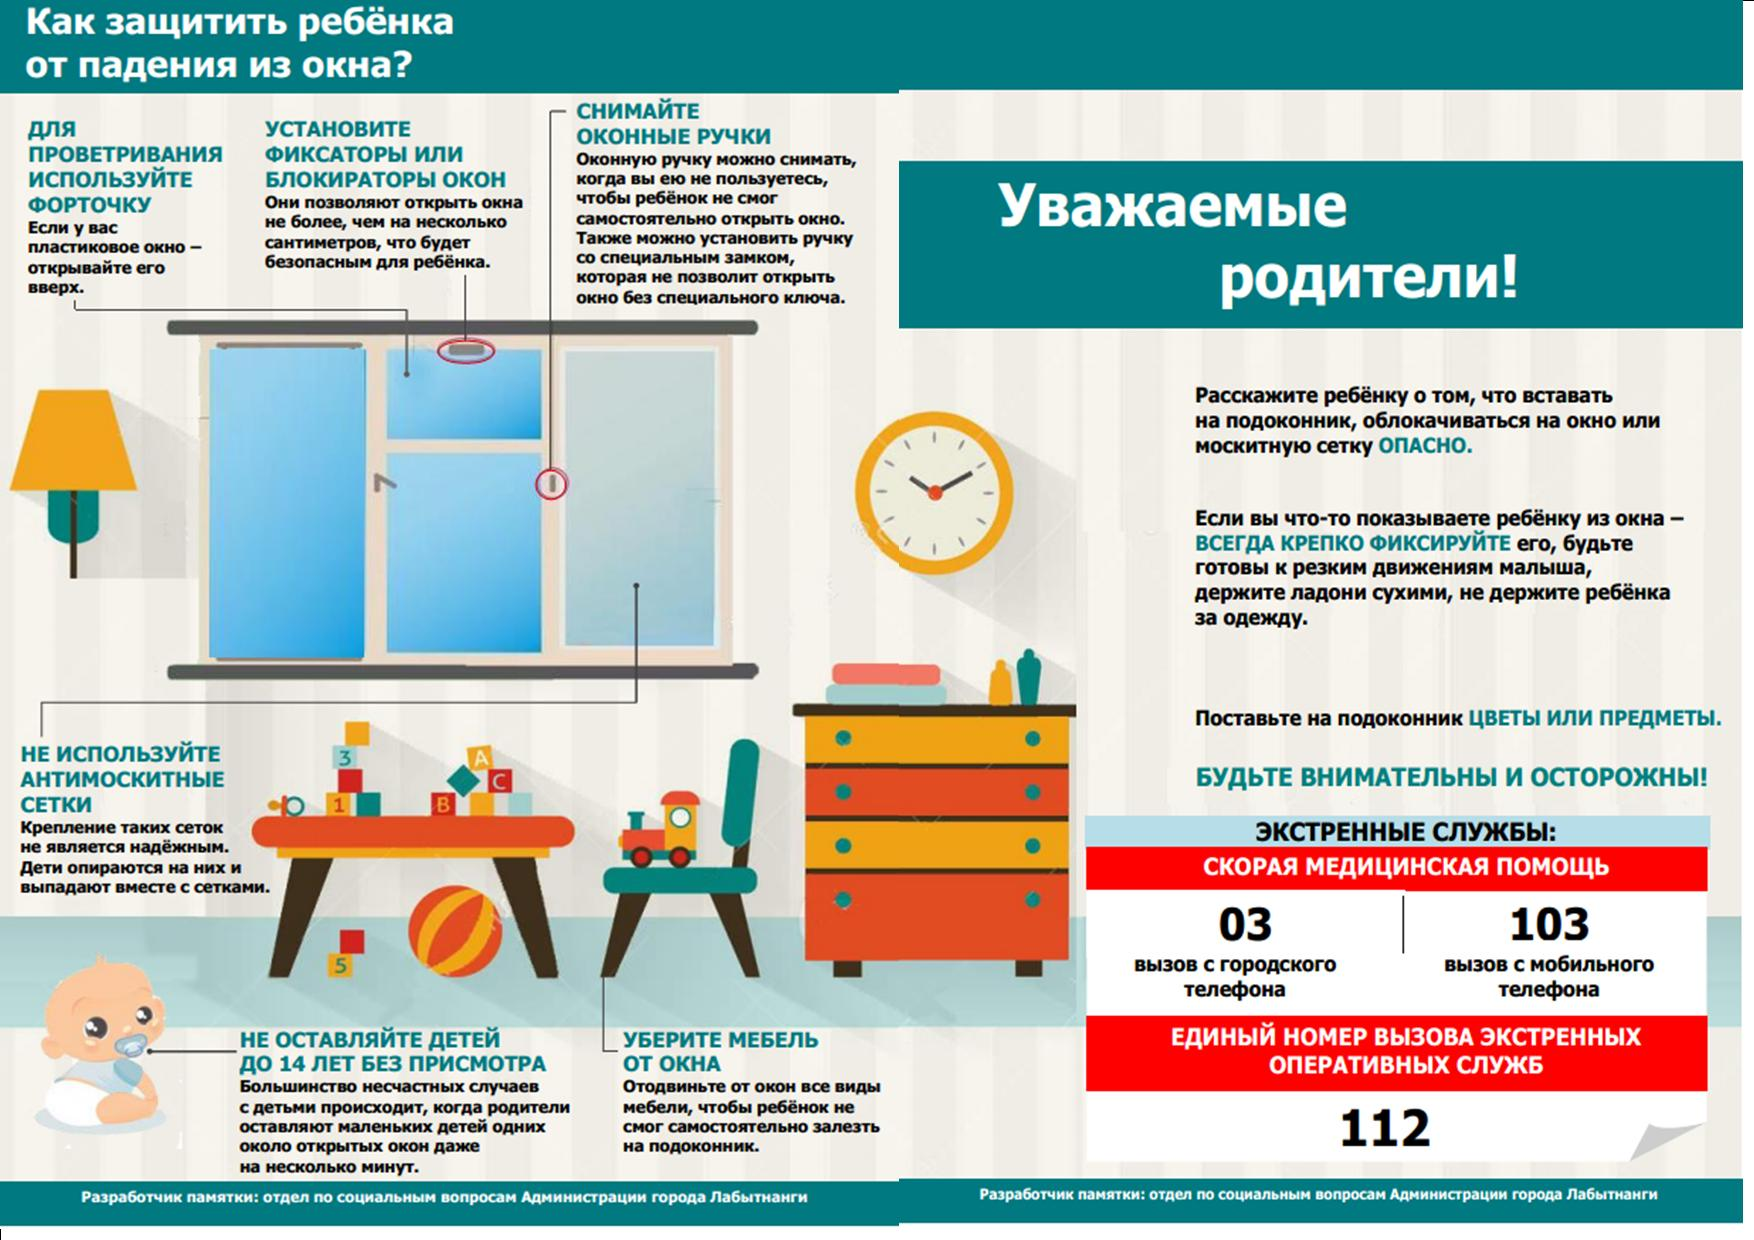 Как защитить ребёнка
от падения из окна?
ДЛЯ
ПРОВЕТРИВАНИЯ
ИСПОЛЬЗУЙТЕ
ФОРТОЧКУ
Если у вас
пластиковое окно –
открывайте его
вверх.
УСТАНОВИТЕ
ФИКСАТОРЫ ИЛИ
БЛОКИРАТОРЫ ОКОН
Они позволяют открыть окна
не более, чем на несколько
сантиметров, что будет
безопасным для ребёнка.
СНИМАЙТЕ
ОКОННЫЕ РУЧКИ
Оконную ручку можно снимать,
когда вы ею не пользуетесь,
чтобы ребёнок не смог
самостоятельно открыть окно.
Также можно установить ручку
со специальным замком,
которая не позволит открыть
окно без специального ключа.
НЕ ИСПОЛЬЗУЙТЕ
АНТИМОСКИТНЫЕ
СЕТКИ
Крепление таких сеток
не является надёжным.
Дети опираются на них и
выпадают вместе с сетками.
3
1
A
B
C
5
НЕ ОСТАВЛЯЙТЕ ДЕТЕЙ
ДО 14 ЛЕТ БЕЗ ПРИСМОТРА
Большинство несчастных случаев
с детьми происходит, когда родители
оставляют маленьких детей одних
около открытых окон даже
на несколько минут.
УБЕРИТЕ МЕБЕЛЬ
ОТ ОКНА
Отодвиньте от окон все виды
мебели, чтобы ребёнок не
смог самостоятельно залезть
на подоконник.
Разработчик памятки: отдел по социальным вопросам Администрации города Лабытнанги
Уважаемые
родители!
Расскажите ребёнку о том, что вставать
на подоконник, облокачиваться на окно или
москитную сетку ОПАСНО.
Если вы что-то показываете ребёнку из окна –
ВСЕГДА КРЕПКО ФИКСИРУЙТЕ его, будьте
готовы к резким движениям малыша,
держите ладони сухими, не держите ребёнка
за одежду.
Поставьте на подоконник ЦВЕТЫ ИЛИ ПРЕДМЕТЫ.
БУДЬТЕ ВНИМАТЕЛЬНЫ И ОСТОРОЖНЫ!
ЭКСТРЕННЫЕ СЛУЖБЫ:
СКОРАЯ МЕДИЦИНСКАЯ ПОМОЩЬ
03
вызов с городского
телефона
103
вызов с мобильного
телефона
ЕДИНЫЙ НОМЕР ВЫЗОВА ЭКСТРЕННЫХ
ОПЕРАТИВНЫХ СЛУЖБ
112
Разработчик памятки: отдел по социальным вопросам Администрации города Лабытнанги